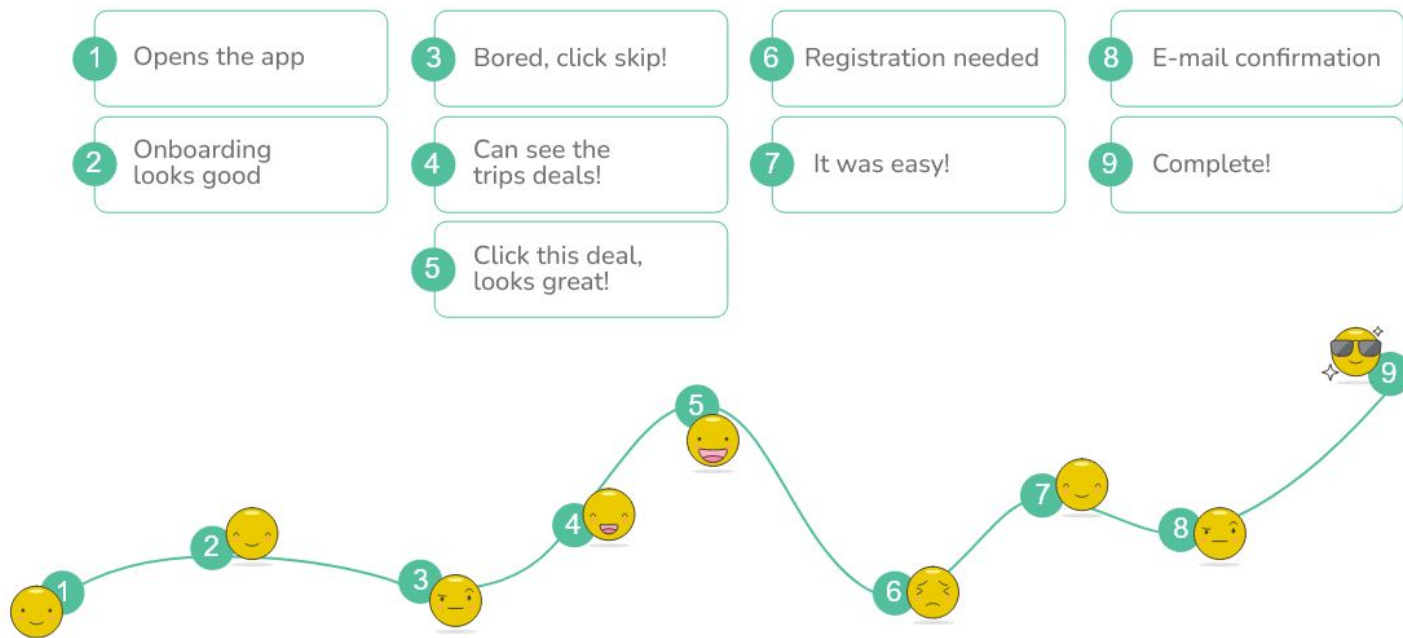 1
Opens the app
2
Onboarding
looks good
3
Bored, click skip!
4
Can see the
trips deals!
5
Click this deal,
looks great!
6
Registration needed
7
It was easy!
8
E-mail confirmation
9
Complete!
1
2
3
4
5
6
7
8
9